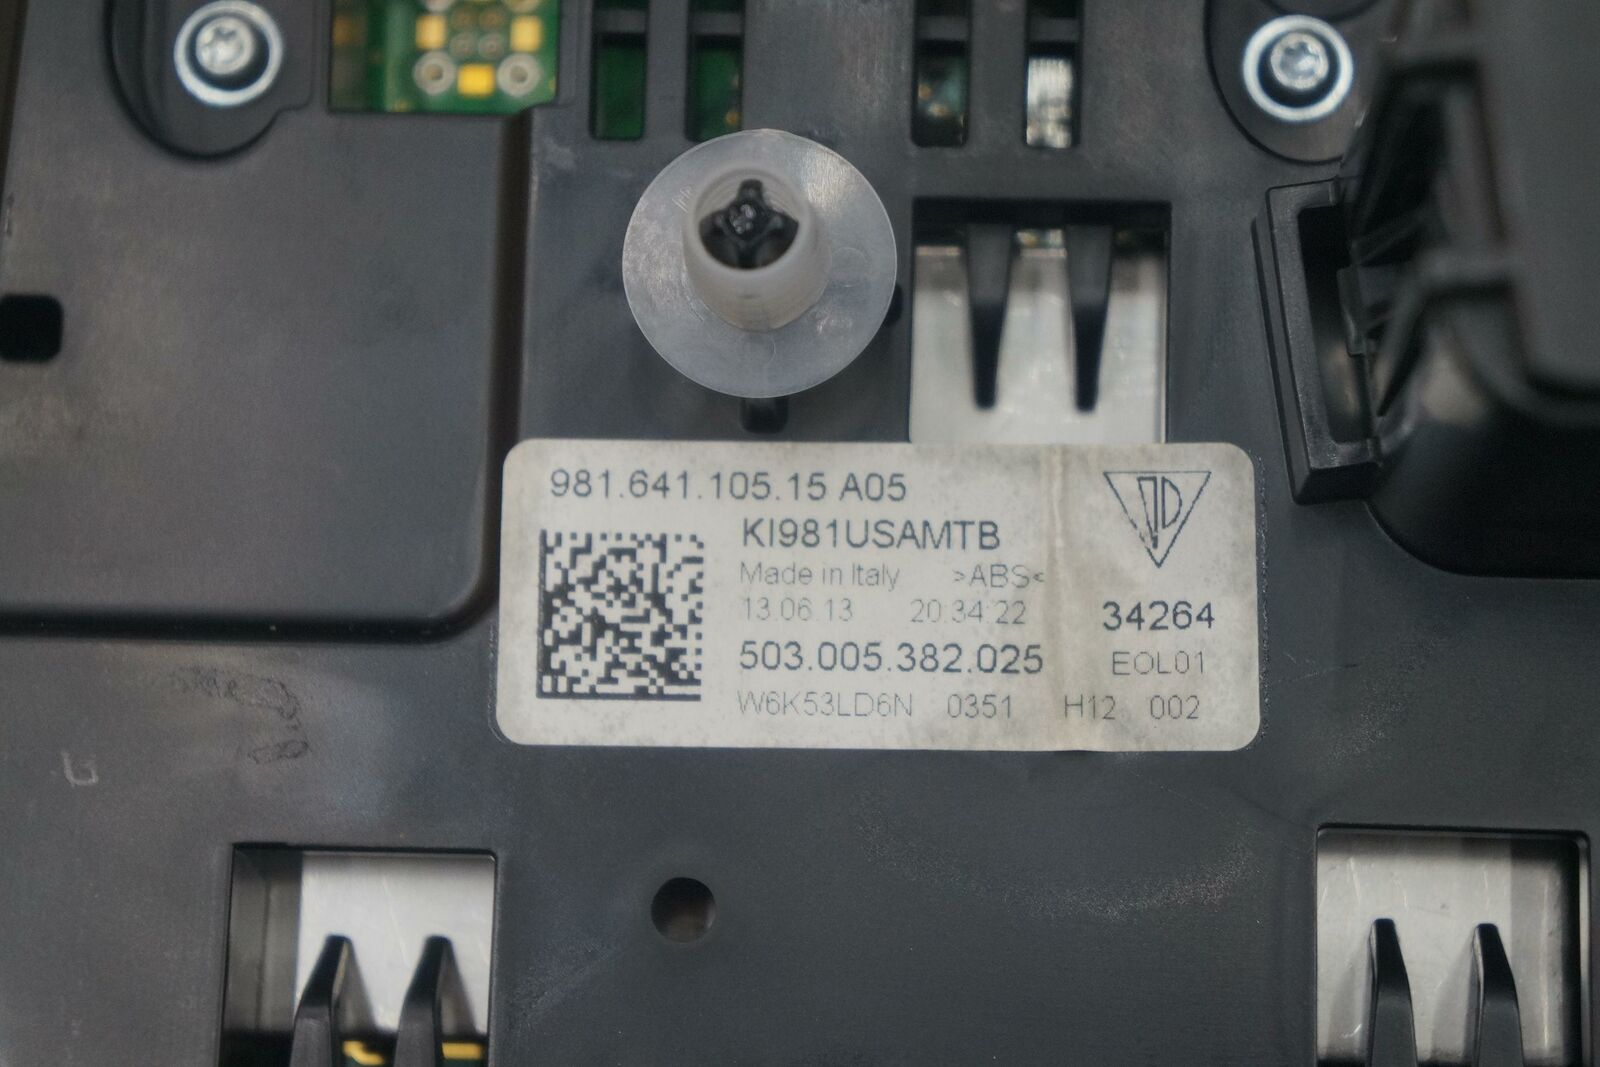 981.641.105.15 A05
KI981USAMTB
Made in Italy >ABS<
13.06.13 20:34:22
34264
503.005.382.025
EOL01
W6K53LD6N 0351 H12 002